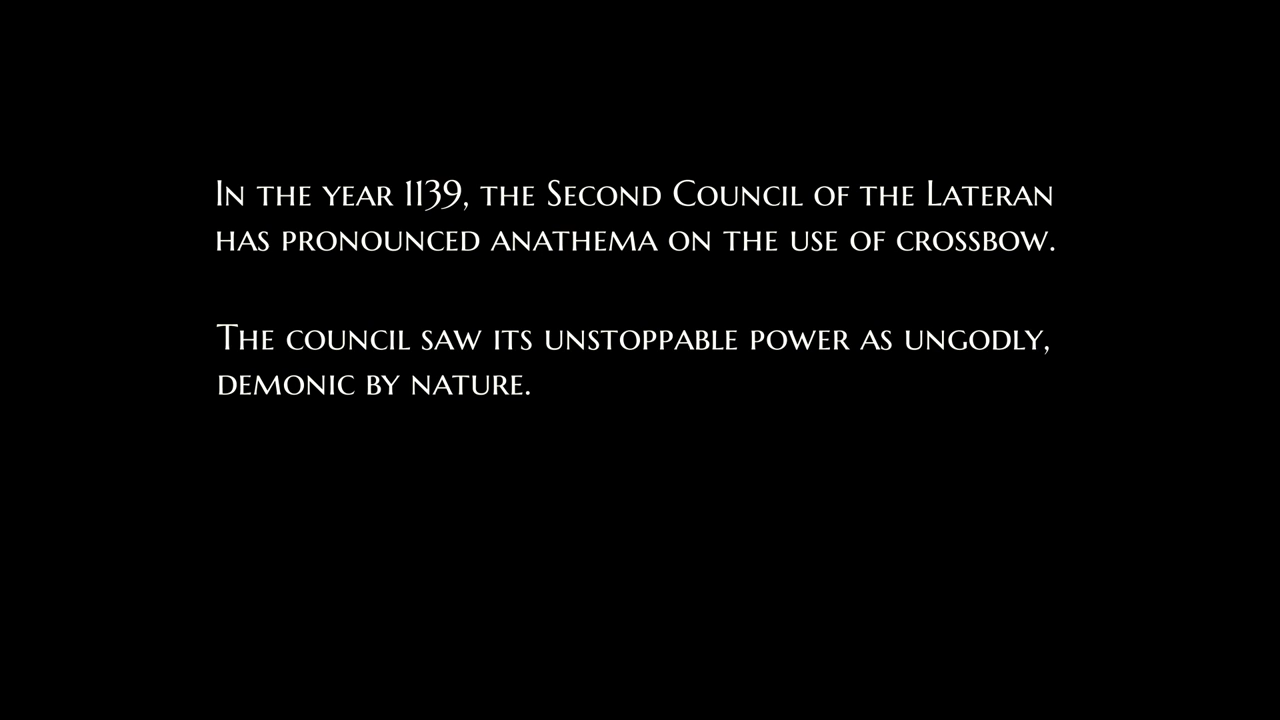 In the year 1139, the Second Council of the Lateran
has pronounced anathema on the use of crossbow.
The council saw its unstoppable power as ungodly,
demonic by nature.